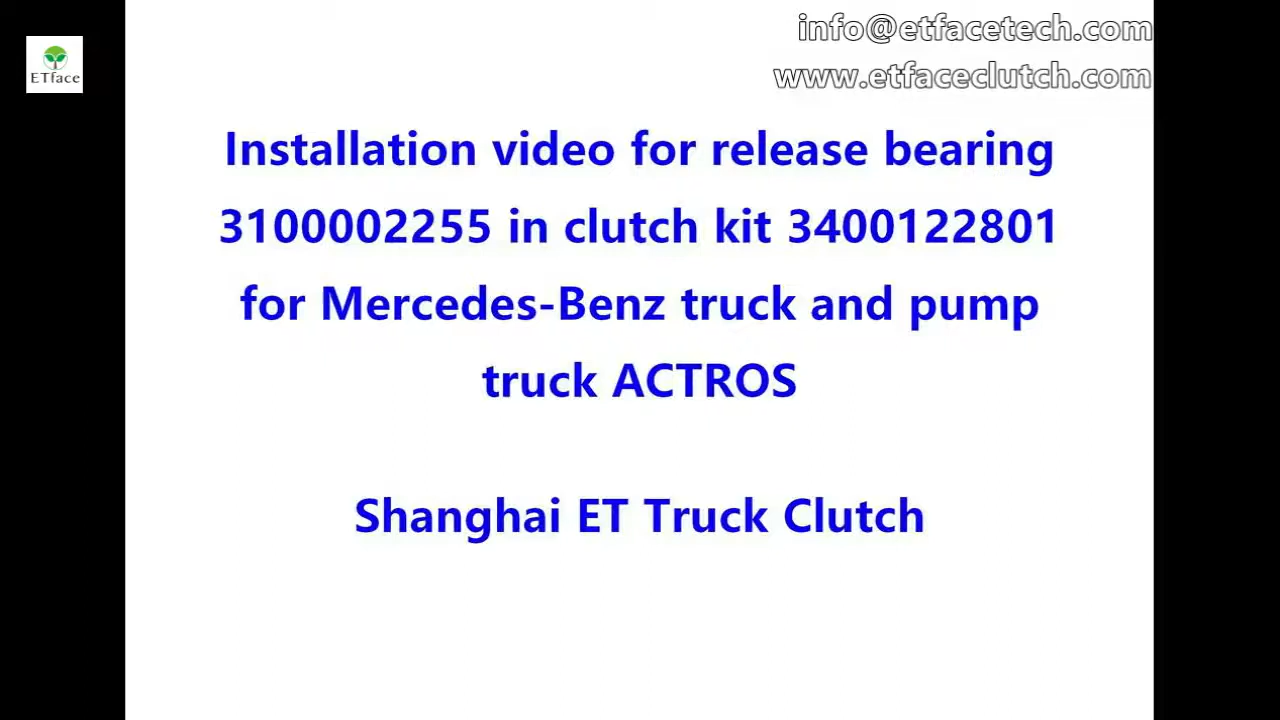 info@etfacetech.com
www.etfaceclutch.com
ETface
Installation video for release bearing
3100002255 in clutch kit 3400122801
for Mercedes-Benz truck and pump
truck ACTROS
Shanghai ET Truck Clutch